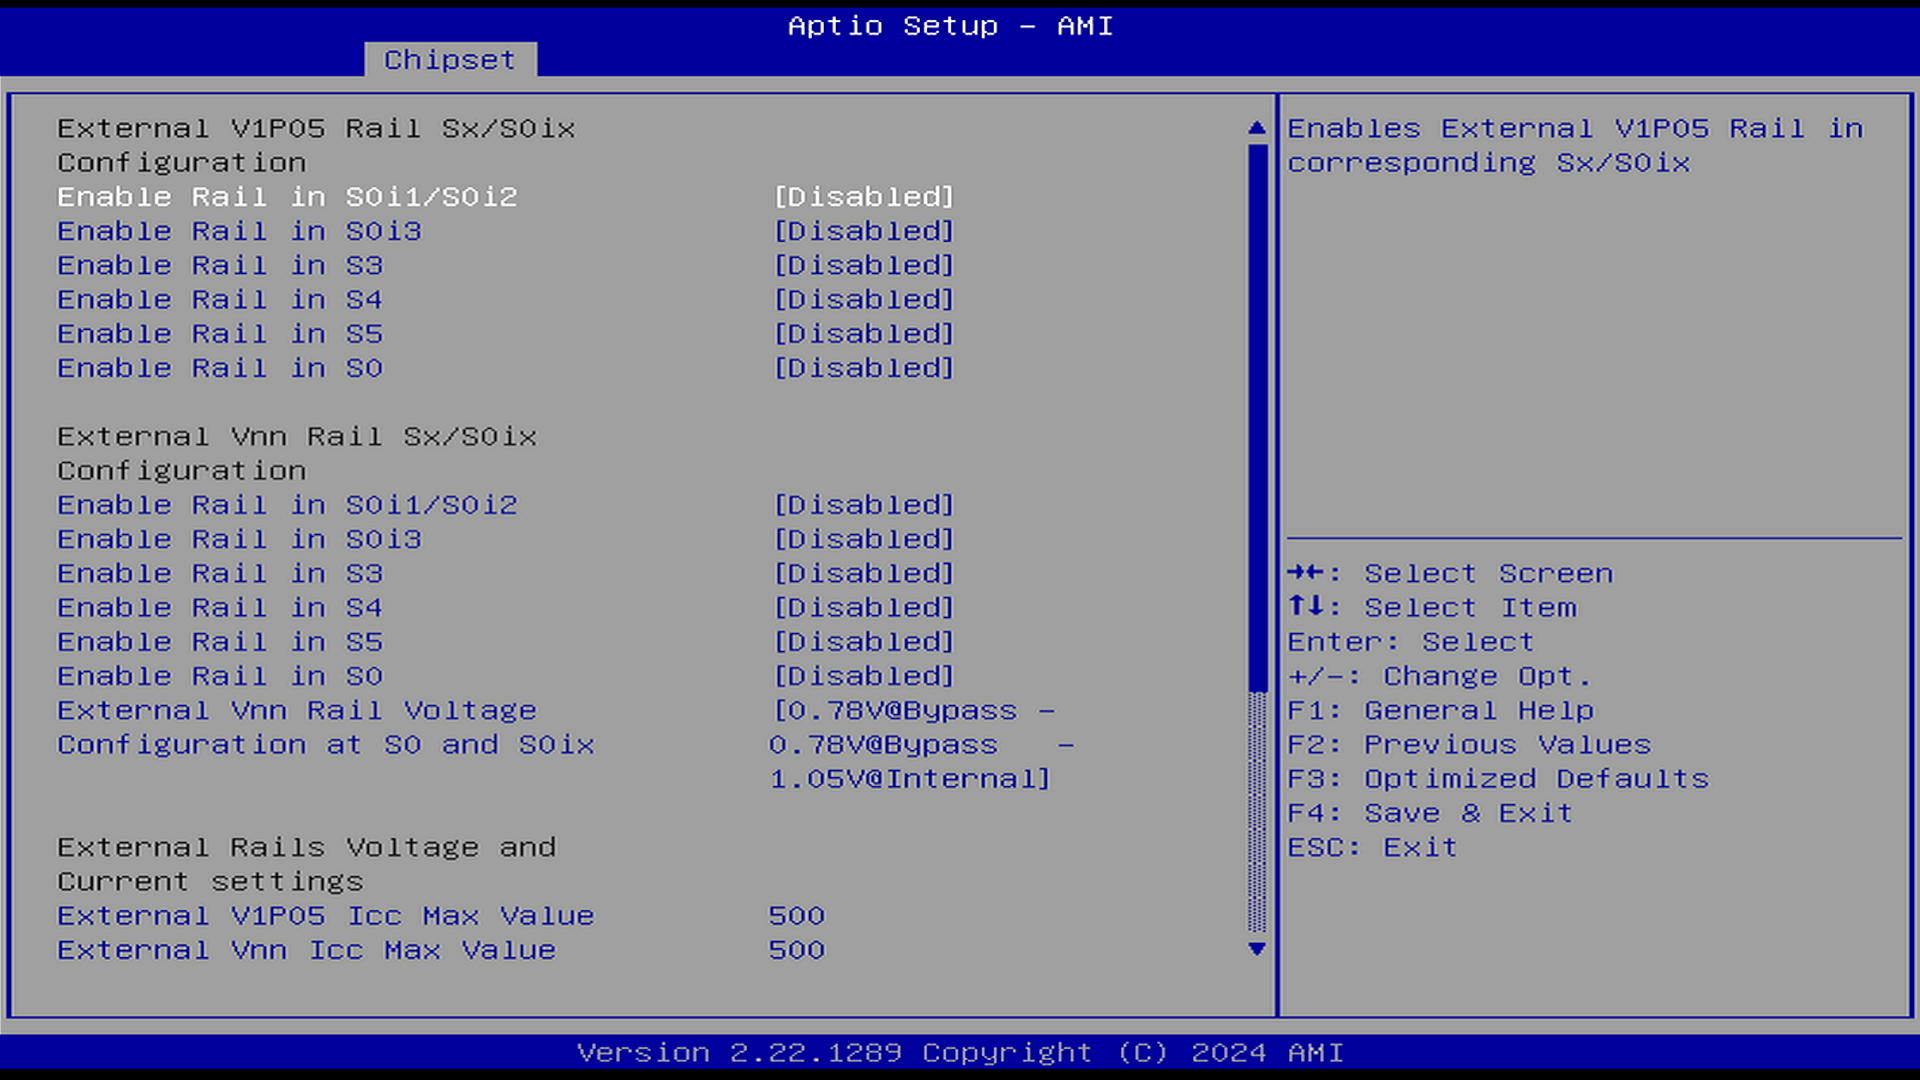 Aptio Setup - AMI
Chipset
External V1P05 Rail Sx/S0ix
Configuration
Enable Rail in S0i1/S0i2 [Disabled]
Enable Rail in S0i3 [Disabled]
Enable Rail in S3 [Disabled]
Enable Rail in S4 [Disabled]
Enable Rail in S5 [Disabled]
Enable Rail in S0 [Disabled]
External Vnn Rail Sx/S0ix
Configuration
Enable Rail in S0i1/S0i2 [Disabled]
Enable Rail in S0i3 [Disabled]
Enable Rail in S3 [Disabled]
Enable Rail in S4 [Disabled]
Enable Rail in S5 [Disabled]
Enable Rail in S0 [Disabled]
External Vnn Rail Voltage [0.78V@Bypass -
Configuration at S0 and S0ix 0.78V@Bypass -
1.05V@Internal]
External Rails Voltage and
Current settings
External V1P05 Icc Max Value 500
External Vnn Icc Max Value 500
Enables External V1P05 Rail in
corresponding Sx/S0ix
→←: Select Screen
↑↓: Select Item
Enter: Select
+/-: Change Opt.
F1: General Help
F2: Previous Values
F3: Optimized Defaults
F4: Save & Exit
ESC: Exit
Version 2.22.1289 Copyright (C) 2024 AMI